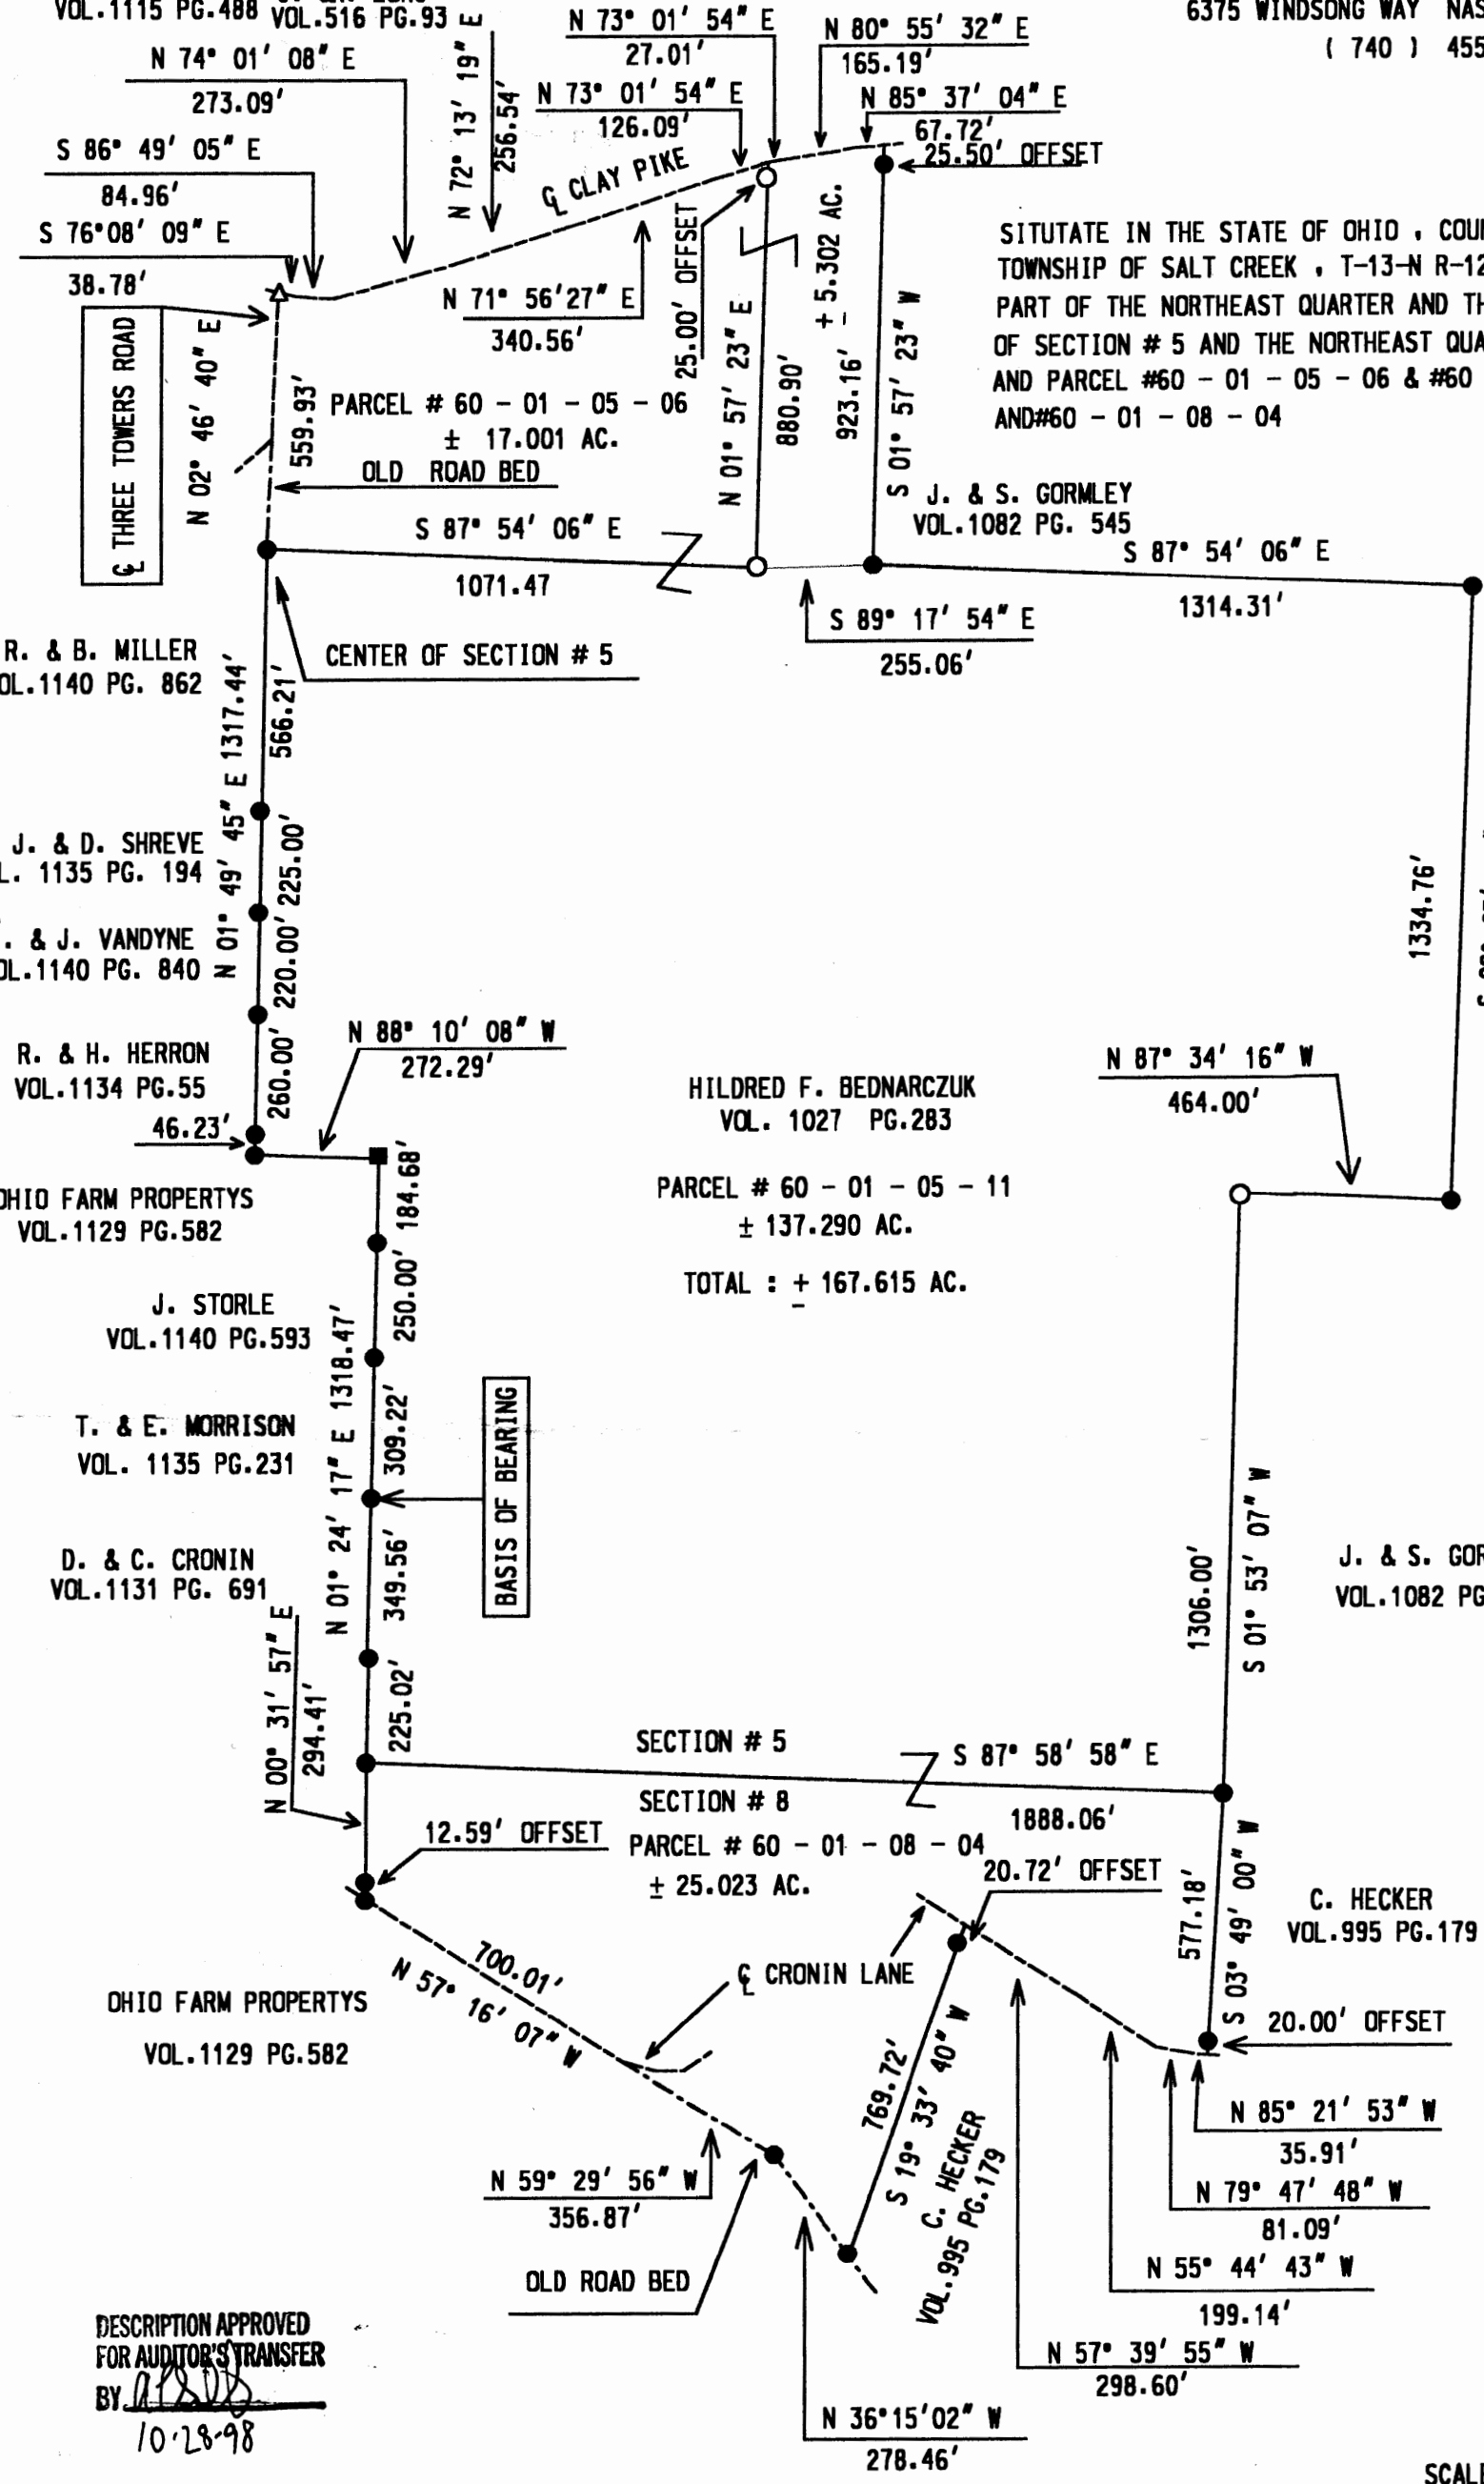 VOL.1115 PG.488
VOL.516 PG.93
6375 WINDSONG WAY NAS
( 740 ) 455
N 73° 01' 54" E
27.01'
N 80° 55' 32" E
165.19'
N 74° 01' 08" E
273.09'
N 72° 13' 19" E
256.54'
N 73° 01' 54" E
126.09'
N 85° 37' 04" E
67.72'
25.50' OFFSET
S 86° 49' 05" E
84.96'
℄ CLAY PIKE
S 76°08' 09" E
38.78'
25.00' OFFSET
± 5.302 AC.
SITUTATE IN THE STATE OF OHIO , COU
TOWNSHIP OF SALT CREEK , T-13-N R-12
PART OF THE NORTHEAST QUARTER AND TH
OF SECTION # 5 AND THE NORTHEAST QUA
AND PARCEL #60 - 01 - 05 - 06 & #60
AND#60 - 01 - 08 - 04
N 71° 56'27" E
340.56'
℄ THREE TOWERS ROAD
N 02° 46' 40" E
559.93'
PARCEL # 60 - 01 - 05 - 06
± 17.001 AC.
OLD ROAD BED
N 01° 57' 23" E
880.90'
923.16'
S 01° 57' 23" W
J. & S. GORMLEY
VOL.1082 PG. 545
S 87° 54' 06" E
1071.47
S 87° 54' 06" E
1314.31'
S 89° 17' 54" E
255.06'
CENTER OF SECTION # 5
R. & B. MILLER
OL.1140 PG. 862
N 01° 49' 45" E 1317.44'
566.21'
J. & D. SHREVE
L. 1135 PG. 194
225.00'
. & J. VANDYNE
OL.1140 PG. 840
220.00'
1334.76'
R. & H. HERRON
VOL.1134 PG.55
260.00'
46.23'
N 88° 10' 08" W
272.29'
HILDRED F. BEDNARCZUK
VOL. 1027 PG.283
N 87° 34' 16" W
464.00'
PARCEL # 60 - 01 - 05 - 11
± 137.290 AC.
TOTAL : ± 167.615 AC.
OHIO FARM PROPERTYS
VOL.1129 PG.582
184.68'
J. STORLE
VOL.1140 PG.593
250.00'
N 01° 24' 17" E 1318.47'
T. & E. MORRISON
VOL. 1135 PG.231
309.22'
BASIS OF BEARING
D. & C. CRONIN
VOL.1131 PG. 691
349.56'
1306.00'
S 01° 53' 07" W
J. & S. GOR
VOL.1082 PG
N 00° 31' 57" E
294.41'
225.02'
SECTION # 5
S 87° 58' 58" E
1888.06'
SECTION # 8
12.59' OFFSET
PARCEL # 60 - 01 - 08 - 04
± 25.023 AC.
20.72' OFFSET
577.18'
S 03° 49' 00" W
C. HECKER
VOL.995 PG.179
700.01'
N 57° 16' 07" W
℄ CRONIN LANE
OHIO FARM PROPERTYS
VOL.1129 PG.582
20.00' OFFSET
769.72'
S 19° 33' 40" W
C. HECKER
VOL.995 PG.179
N 85° 21' 53" W
35.91'
N 59° 29' 56" W
356.87'
N 79° 47' 48" W
81.09'
OLD ROAD BED
N 55° 44' 43" W
199.14'
N 57° 39' 55" W
298.60'
DESCRIPTION APPROVED
FOR AUDITOR'S TRANSFER
BY
10-28-98
N 36°15'02" W
278.46'
SCAL